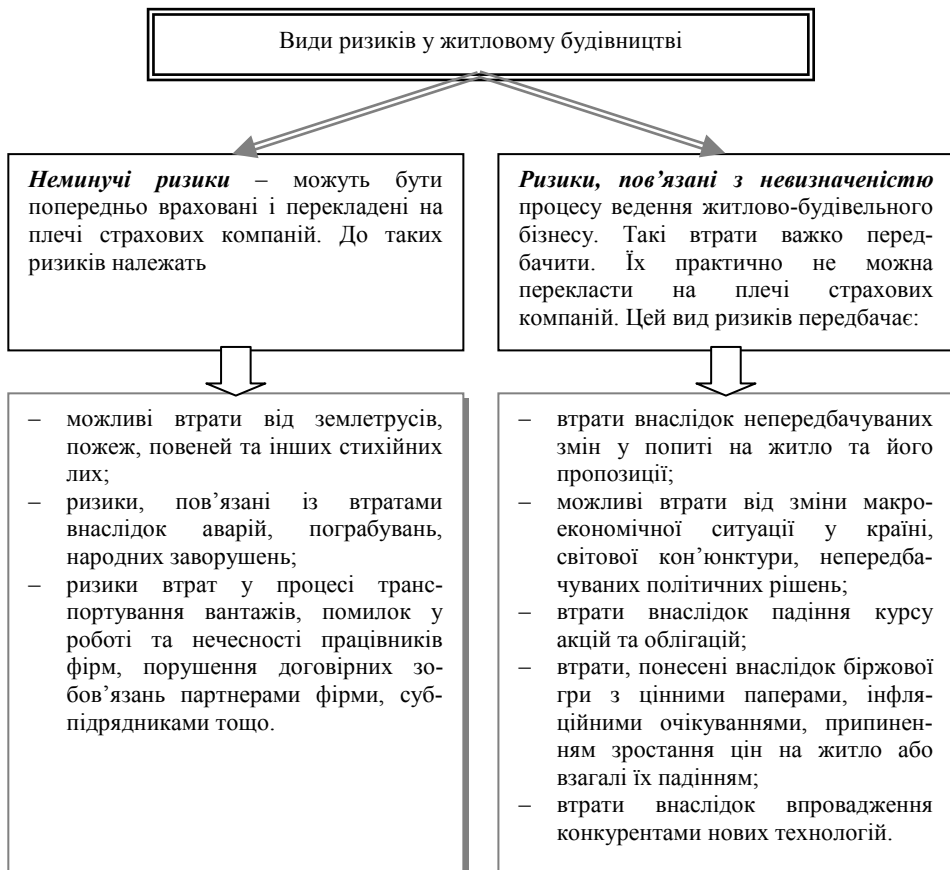 Види ризиків у житловому будівництві
Неминучі ризики – можуть бути
попередньо враховані і перекладені на
плечі страхових компаній. До таких
ризиків належать
Ризики, пов’язані з невизначеністю
процесу ведення житлово-будівельного
бізнесу. Такі втрати важко перед-
бачити. Їх практично не можна
перекласти на плечі страхових
компаній. Цей вид ризиків передбачає:
– можливі втрати від землетрусів,
пожеж, повеней та інших стихійних
лих;
– ризики, пов’язані із втратами
внаслідок аварій, пограбувань,
народних заворушень;
– ризики втрат у процесі транс-
портування вантажів, помилок у
роботі та нечесності працівників
фірм, порушення договірних зо-
бов’язань партнерами фірми, суб-
підрядниками тощо.
– втрати внаслідок непередбачуваних
змін у попиті на житло та його
пропозиції;
– можливі втрати від зміни макро-
економічної ситуації у країні,
світової кон’юнктури, непередба-
чуваних політичних рішень;
– втрати внаслідок падіння курсу
акцій та облігацій;
– втрати, понесені внаслідок біржової
гри з цінними паперами, інфля-
ційними очікуваннями, припинен-
ням зростання цін на житло або
взагалі їх падінням;
– втрати внаслідок впровадження
конкурентами нових технологій.